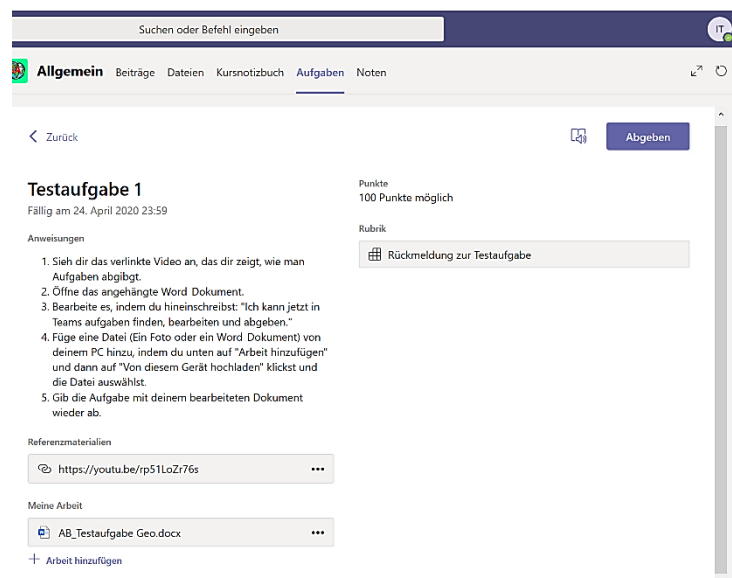 Suchen oder Befehl eingeben
IT
Allgemein Beiträge Dateien Kursnotizbuch Aufgaben Noten
Zurück
Abgeben
Testaufgabe 1
Fällig am 24. April 2020 23:59
Anweisungen
1. Sieh dir das verlinkte Video an, das dir zeigt, wie man
Aufgaben abgibgt.
2. Öffne das angehängte Word Dokument.
3. Bearbeite es, indem du hineinschreibst: "Ich kann jetzt in
Teams aufgaben finden, bearbeiten und abgeben."
4. Füge eine Datei (Ein Foto oder ein Word Dokument) von
deinem PC hinzu, indem du unten auf "Arbeit hinzufügen"
und dann auf "Von diesem Gerät hochladen" klickst und
die Datei auswählst.
5. Gib die Aufgabe mit deinem bearbeiteten Dokument
wieder ab.
Referenzmaterialien
https://youtu.be/rp51LoZr76s
Meine Arbeit
AB_Testaufgabe Geo.docx
Arbeit hinzufügen
Punkte
100 Punkte möglich
Rubrik
Rückmeldung zur Testaufgabe